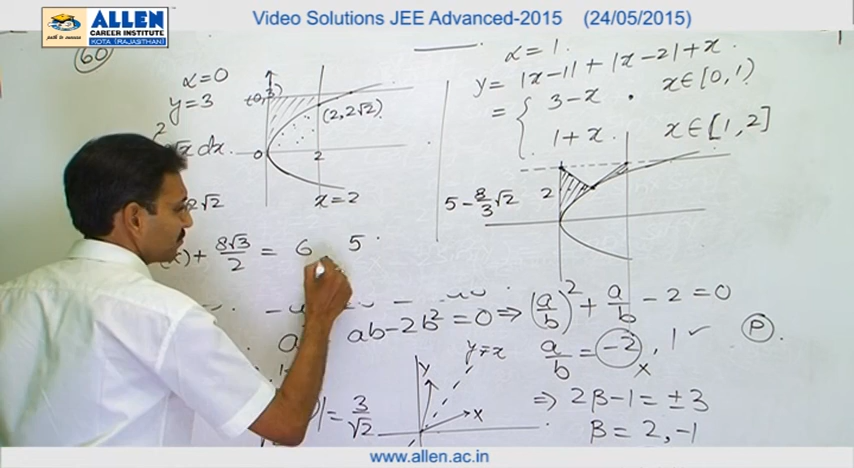 ALLEN
CAREER INSTITUTE
KOTA (RAJASTHAN)
path to success
Video Solutions JEE Advanced-2015 (24/05/2015)
60
α=0
y=3
(0,3)
(2,2√2)
0
2
x=2
√x dx.
2√2
α=1.
y= |x-1|+|x-2|+x.
= { 3-x . x∈[0,1)
1+x. x∈[1,2]
5-8/3√2
2
+ 8√3/2 = 6 5
ab-2b²=0 ⇒ (a/b)²+a/b-2=0
a/b = -2, 1 ✓
x
P
= 3/√2
y
x
y=x
⇒ 2β-1=±3
β=2,-1
www.allen.ac.in